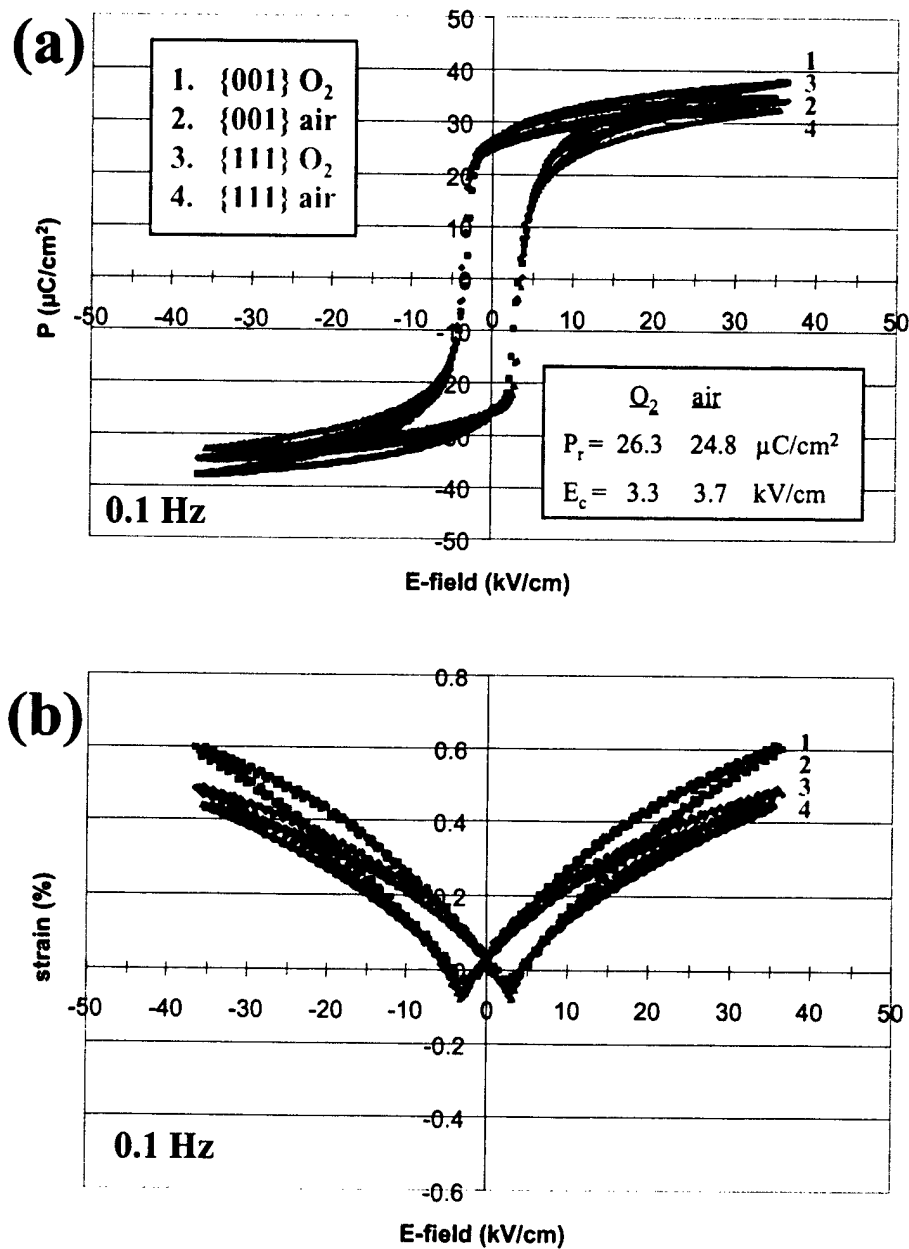 (a)
50
40
30
20
10
0
-10
-20
-30
-40
-50
1
3
2
4
1. {001} O2
2. {001} air
3. {111} O2
4. {111} air
P (µC/cm²)
-50 -40 -30 -20 -10 0 10 20 30 40 50
O2 air
Pr = 26.3 24.8 µC/cm²
Ec = 3.3 3.7 kV/cm
0.1 Hz
E-field (kV/cm)
(b)
0.8
0.6
0.4
0.2
0
-0.2
-0.4
-0.6
1
2
3
4
strain (%)
-50 -40 -30 -20 -10 0 10 20 30 40 50
0.1 Hz
E-field (kV/cm)